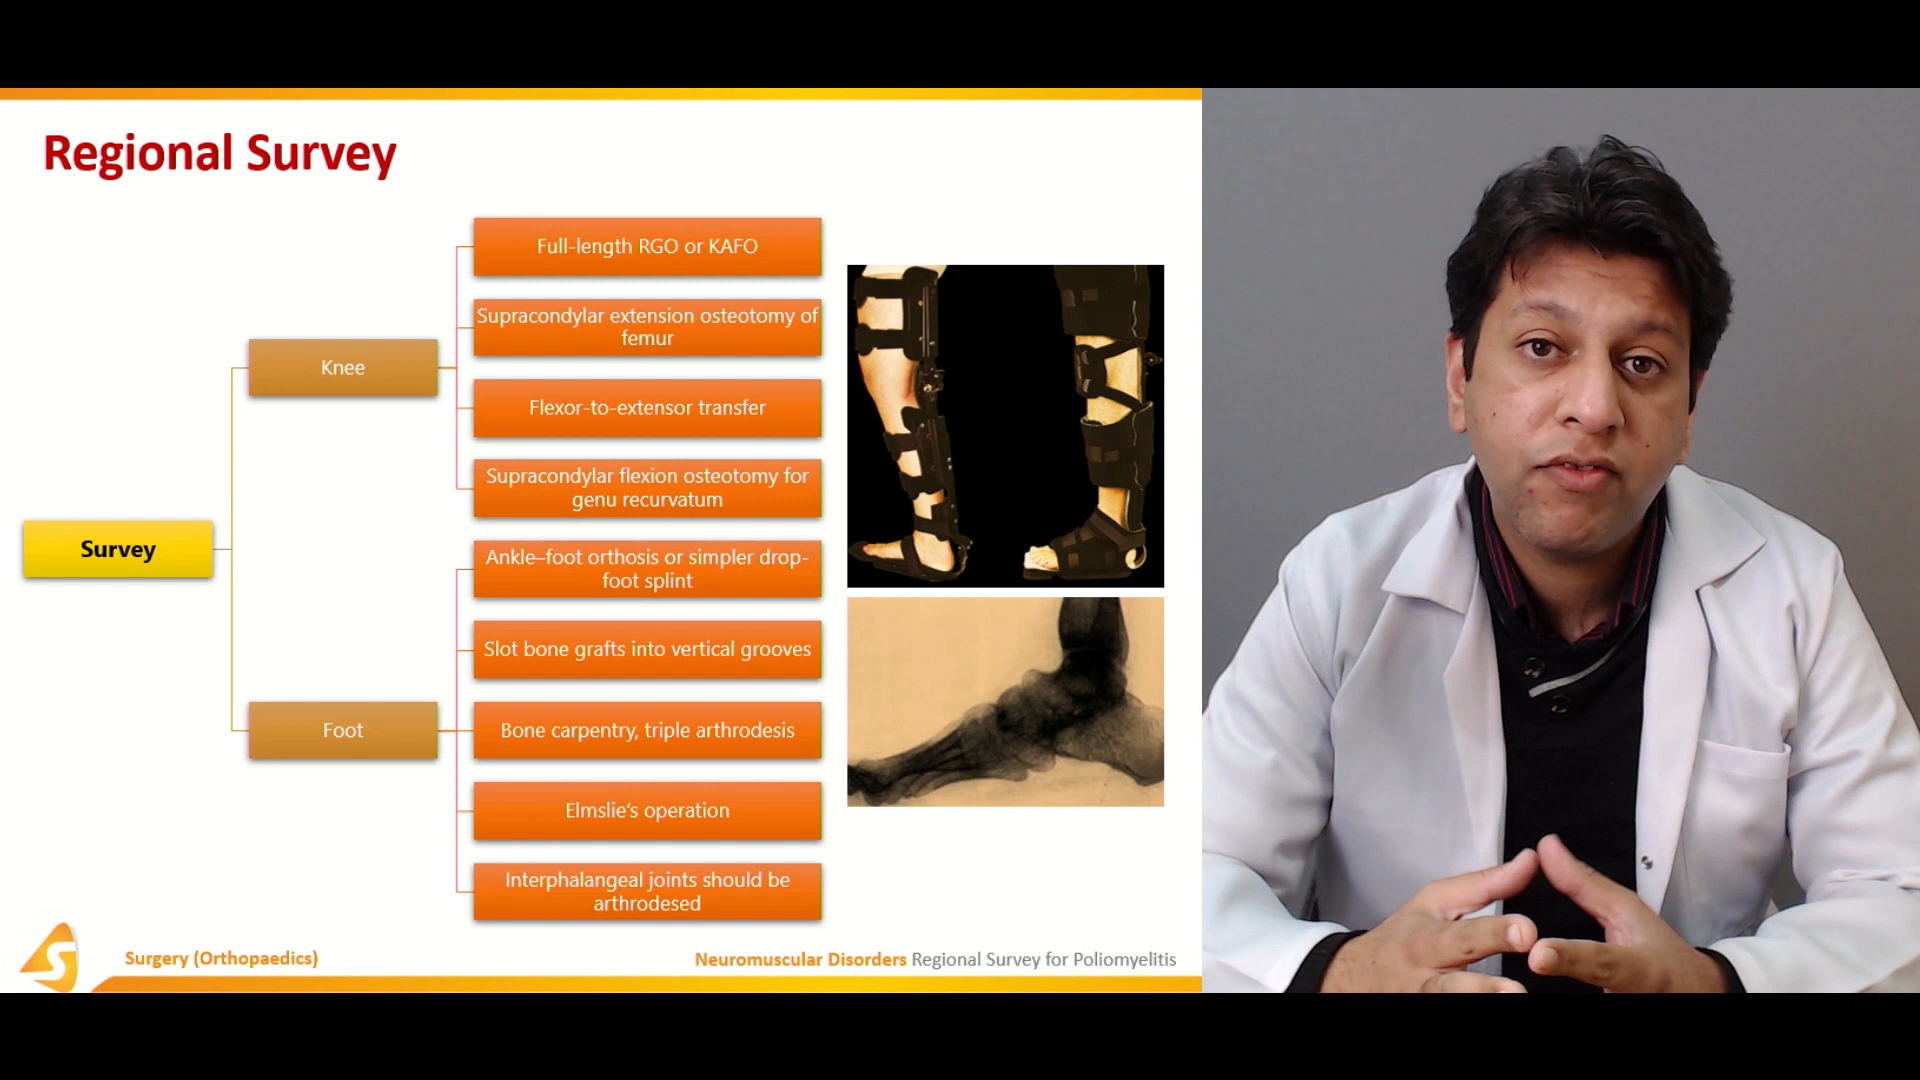 Regional Survey
Survey
Knee
Full-length RGO or KAFO
Supracondylar extension osteotomy of
femur
Flexor-to-extensor transfer
Supracondylar flexion osteotomy for
genu recurvatum
Foot
Ankle–foot orthosis or simpler drop-
foot splint
Slot bone grafts into vertical grooves
Bone carpentry, triple arthrodesis
Elmslie’s operation
Interphalangeal joints should be
arthrodesed
Surgery (Orthopaedics)
Neuromuscular Disorders Regional Survey for Poliomyelitis